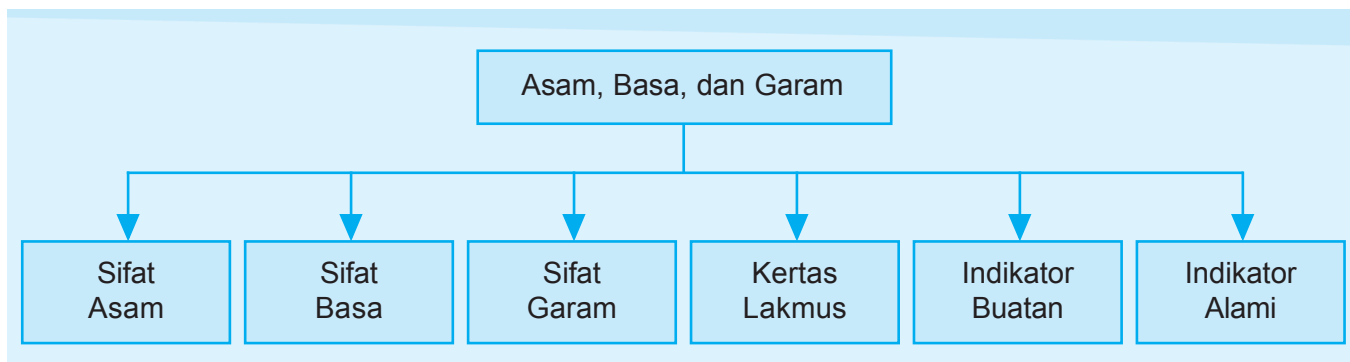 Asam, Basa, dan Garam
Sifat
Asam
Sifat
Basa
Sifat
Garam
Kertas
Lakmus
Indikator
Buatan
Indikator
Alami